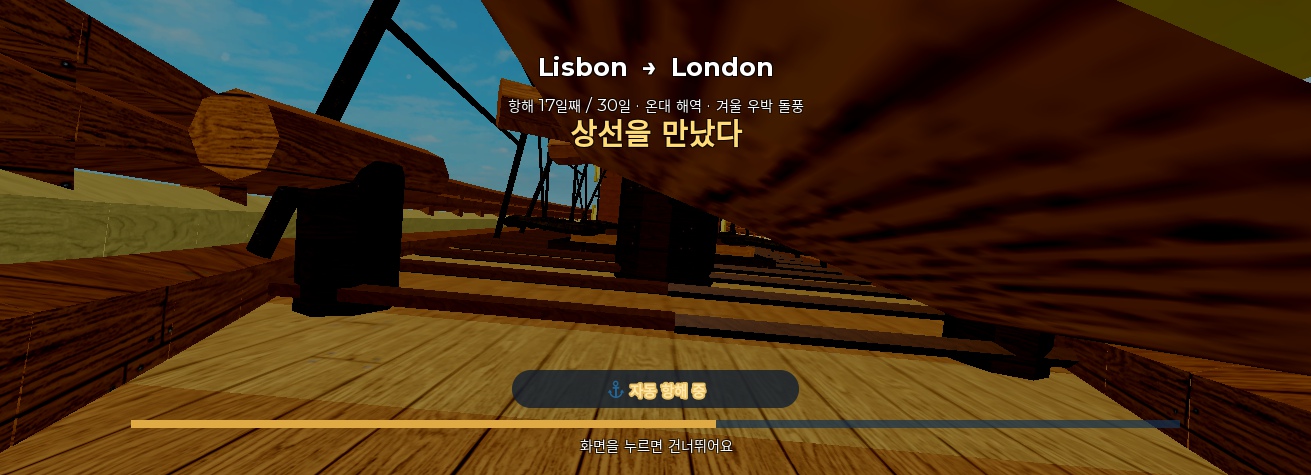 Lisbon → London
항해 17일째 / 30일 · 온대 해역 · 겨울 우박 돌풍
상선을 만났다
⚓ 자동 항해 중
화면을 누르면 건너뛰어요